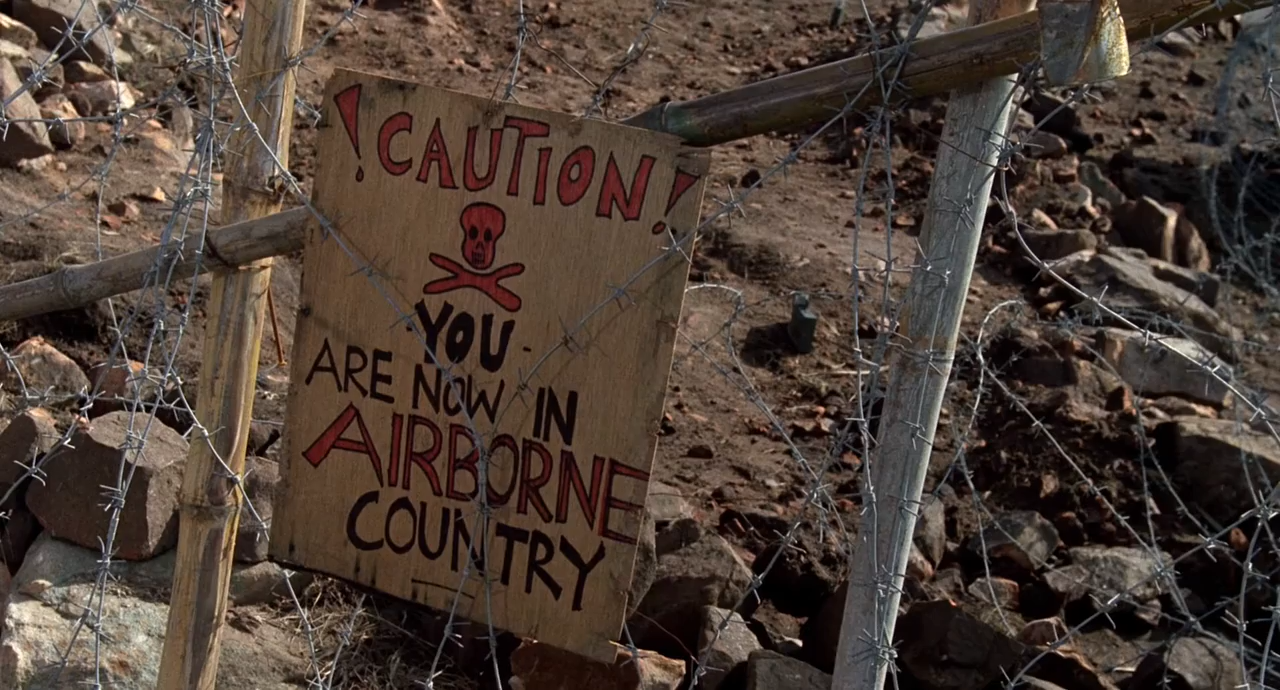 ! CAUTION !
YOU
ARE NOW IN
AIRBORNE
COUNTRY